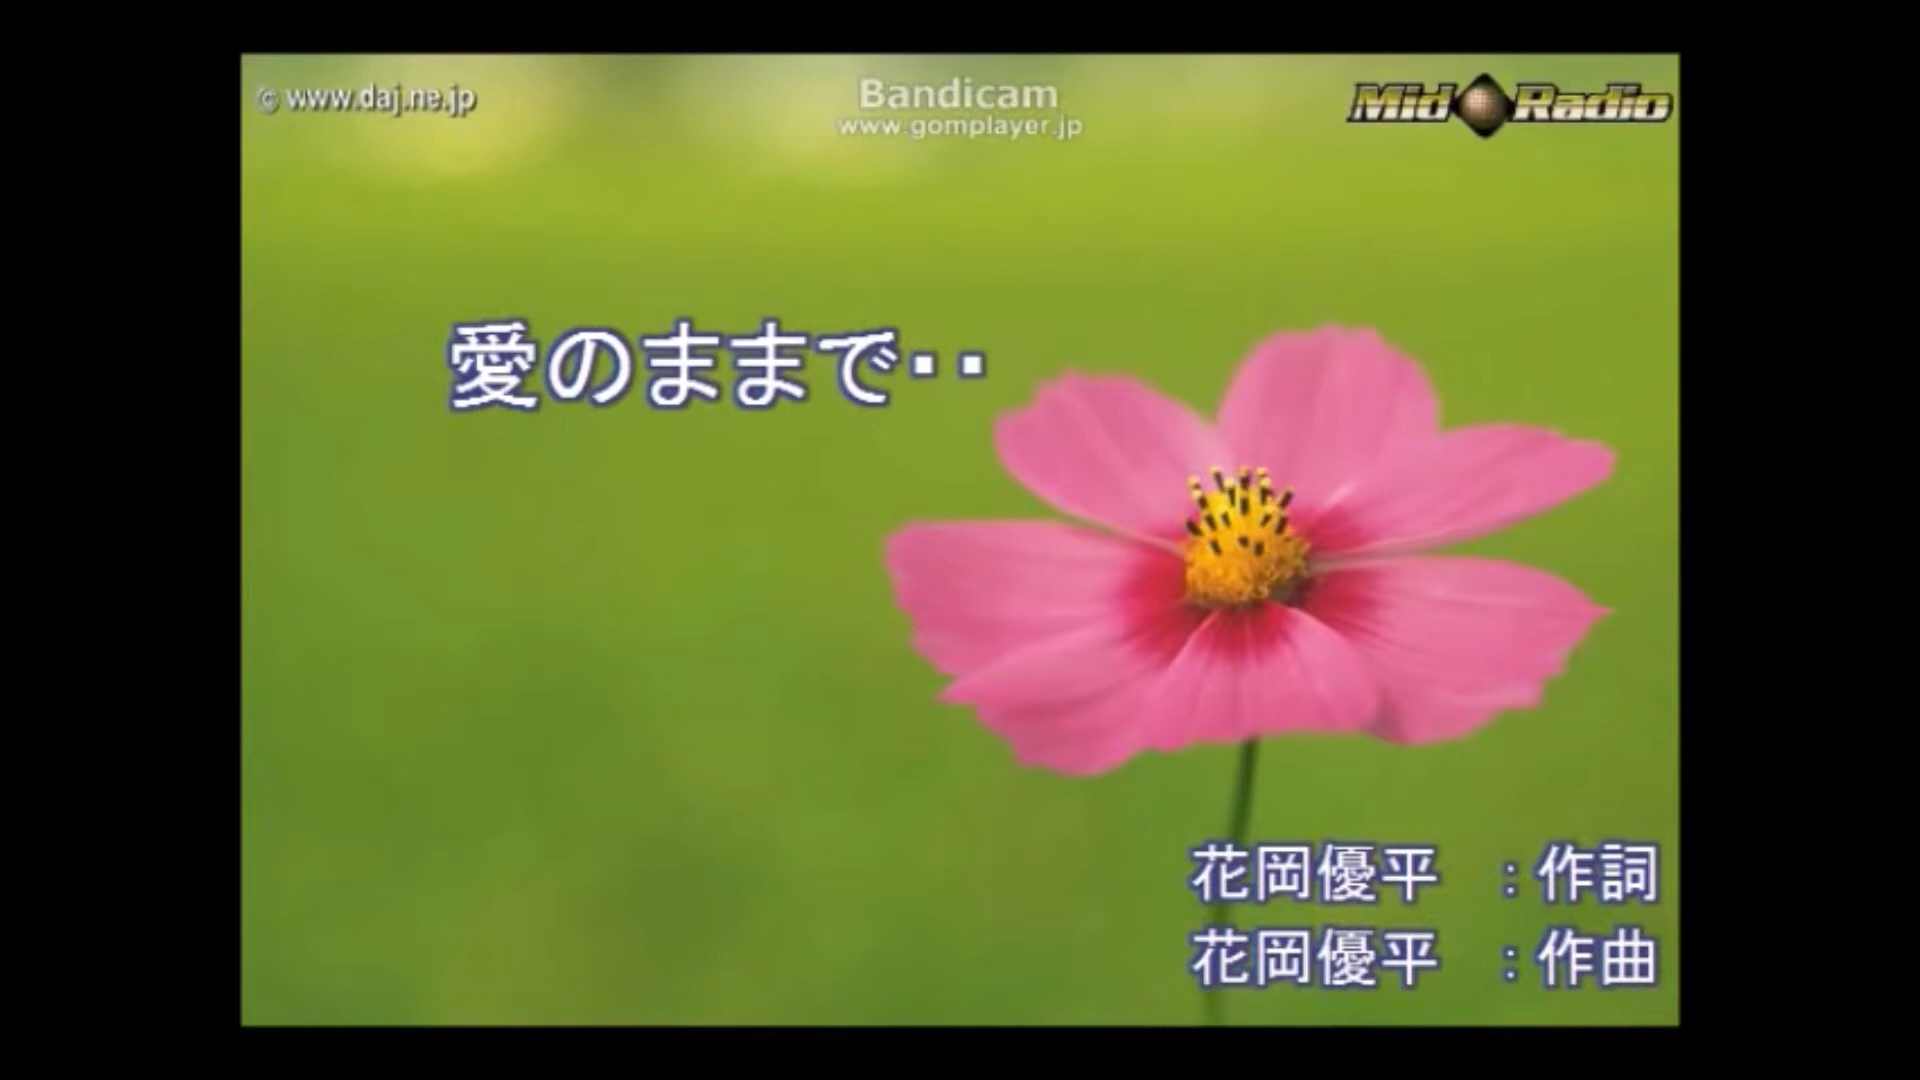 © www.daj.ne.jp
Bandicam
www.gomplayer.jp
Mid Radio
愛のままで・・
花岡優平　：作詞
花岡優平　：作曲